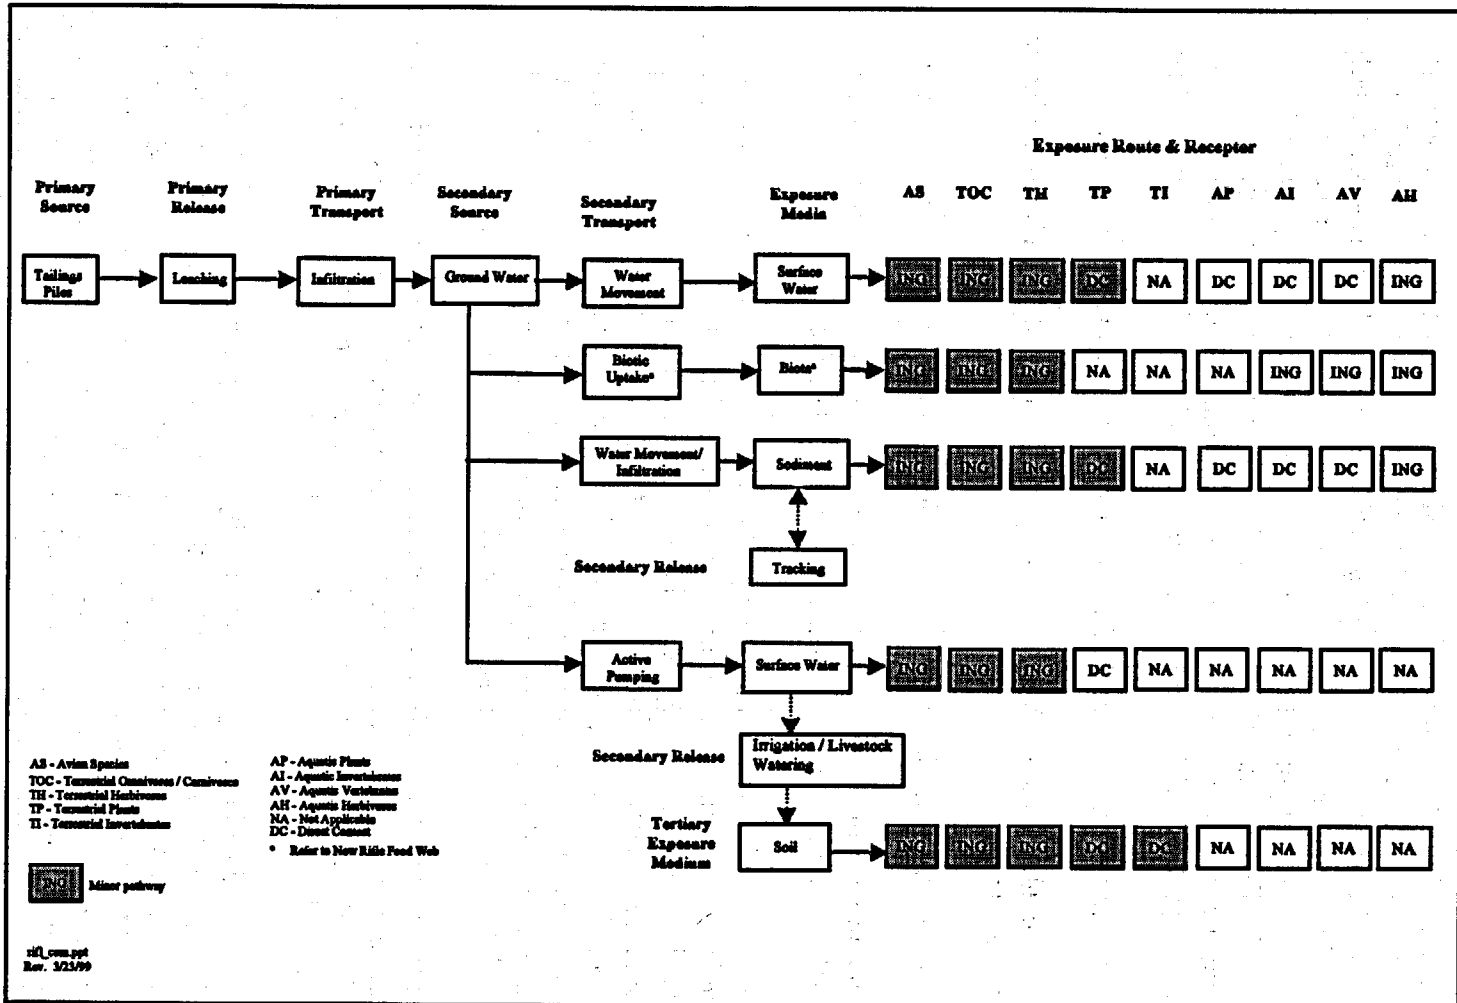 Exposure Route & Receptor
Primary Source
Primary Release
Primary Transport
Secondary Source
Secondary Transport
Exposure Media
AS TOC TH TP TI AP AI AV AH
Tailings Piles
Leaching
Infiltration
Ground Water
Water Movement
Surface Water
ING ING ING DC NA DC DC DC ING
Biotic Uptake*
Biota*
ING ING ING NA NA NA ING ING ING
Water Movement/ Infiltration
Sediment
ING ING ING DC NA DC DC DC ING
Secondary Release
Tracking
Active Pumping
Surface Water
ING ING ING DC NA NA NA NA NA
Secondary Release
Irrigation / Livestock Watering
Tertiary Exposure Medium
Soil
ING ING ING DC DC NA NA NA NA
AS - Avian Species
TOC - Terrestrial Omnivores / Carnivores
TH - Terrestrial Herbivores
TP - Terrestrial Plants
TI - Terrestrial Invertebrates
AP - Aquatic Plants
AI - Aquatic Invertebrates
AV - Aquatic Vertebrates
AH - Aquatic Herbivores
NA - Not Applicable
DC - Direct Contact
* Refer to New Rifle Food Web
ING Minor pathway
Rev. 3/23/99